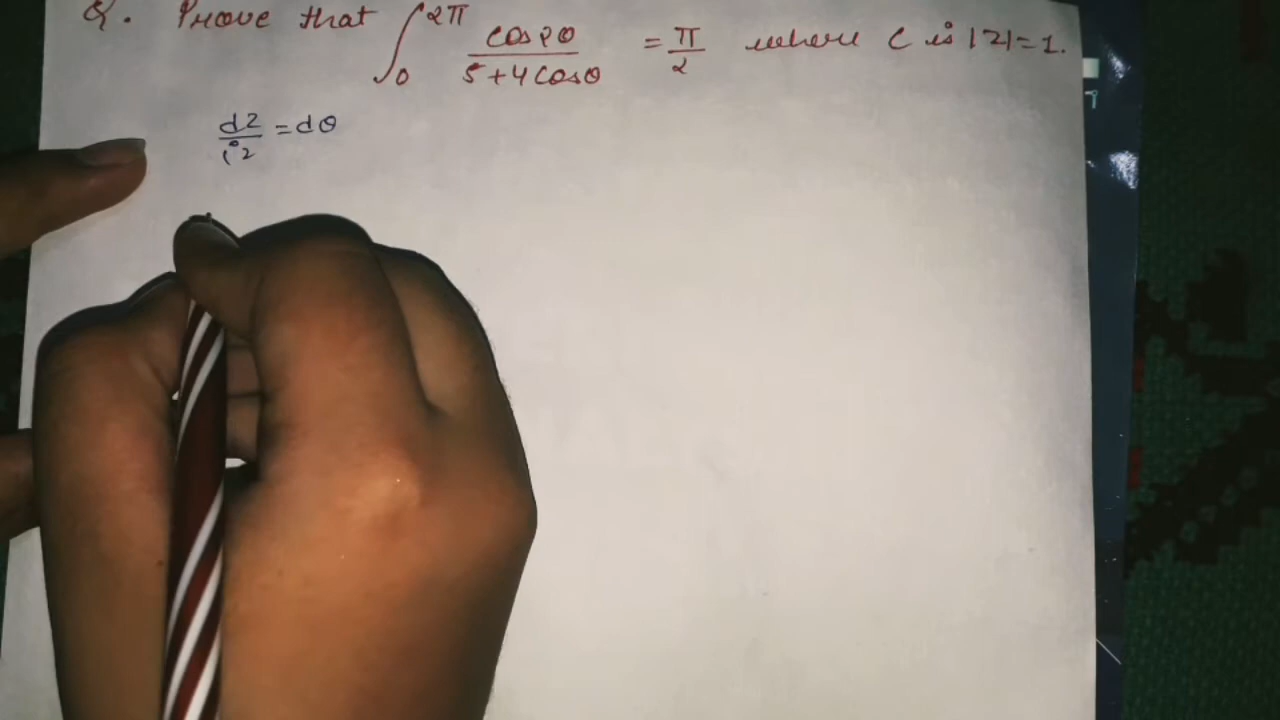 Q. Prove that ∫₀^2π cos2θ / 5+4cosθ = π/2 where C is |z|=1.
dz/iz = dθ